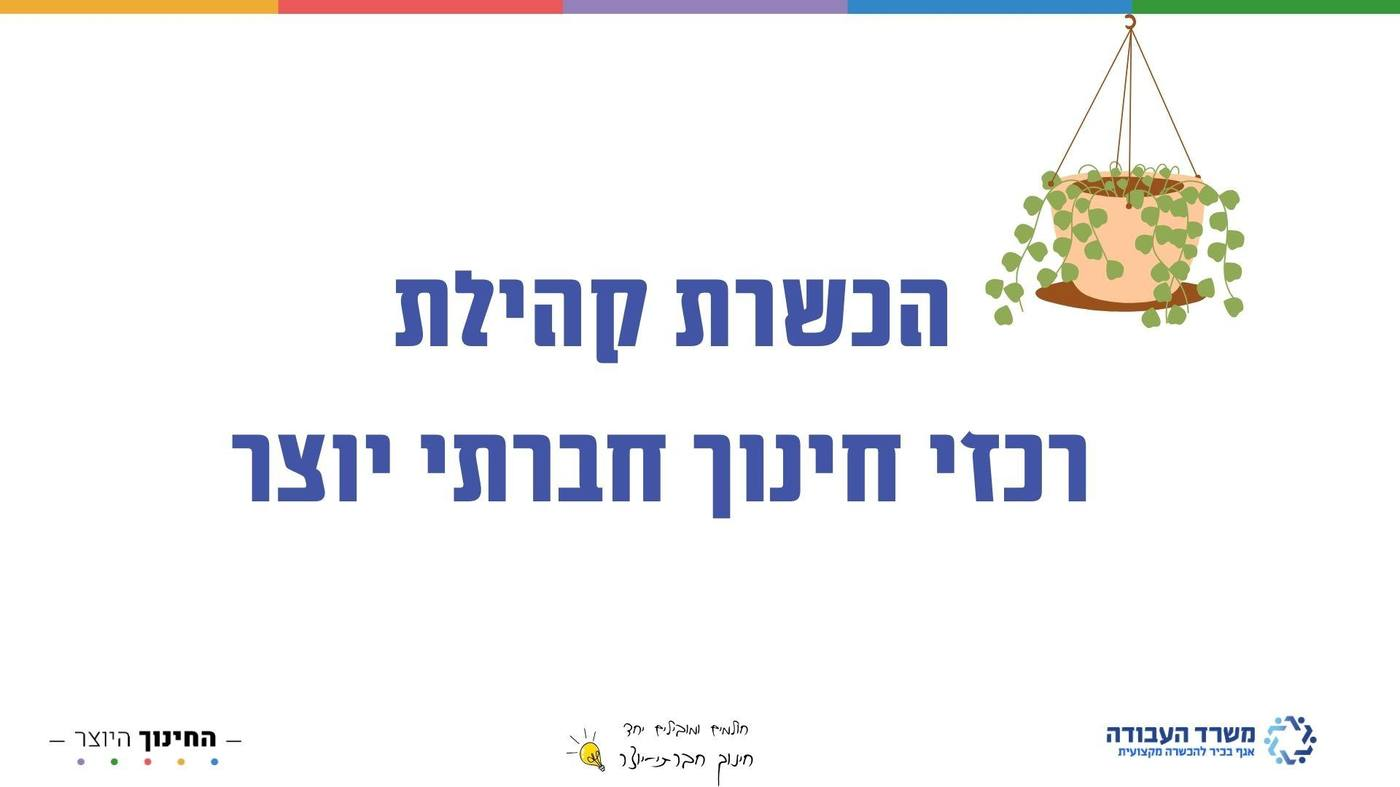 הכשרת קהילת
רכזי חינוך חברתי יוצר
משרד העבודה
אגף בכיר להכשרה מקצועית
חולמים ומובילים יחד
חינוך חברתי-יוצר
החינוך היוצר